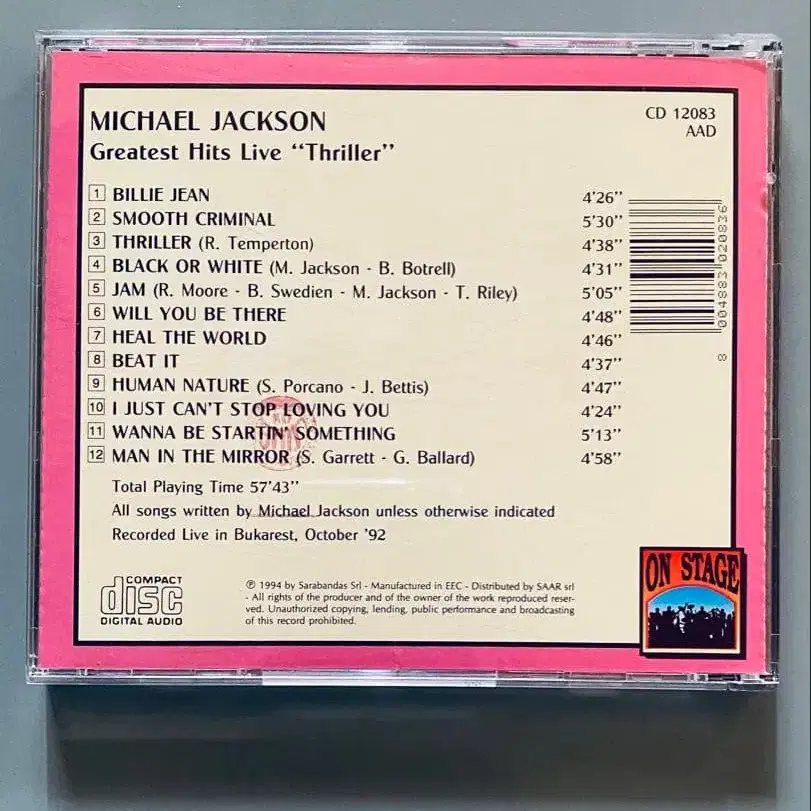 MICHAEL JACKSON
Greatest Hits Live "Thriller"
CD 12083
AAD
1 BILLIE JEAN 4'26"
2 SMOOTH CRIMINAL 5'30"
3 THRILLER (R. Temperton) 4'38"
4 BLACK OR WHITE (M. Jackson - B. Botrell) 4'31"
5 JAM (R. Moore - B. Swedien - M. Jackson - T. Riley) 5'05"
6 WILL YOU BE THERE 4'48"
7 HEAL THE WORLD 4'46"
8 BEAT IT 4'37"
9 HUMAN NATURE (S. Porcano - J. Bettis) 4'47"
10 I JUST CAN'T STOP LOVING YOU 4'24"
11 WANNA BE STARTIN' SOMETHING 5'13"
12 MAN IN THE MIRROR (S. Garrett - G. Ballard) 4'58"
Total Playing Time 57'43"
All songs written by Michael Jackson unless otherwise indicated
Recorded Live in Bukarest, October '92
8 004883 020836
COMPACT
disc
DIGITAL AUDIO
℗ 1994 by Sarabandas Srl - Manufactured in EEC - Distributed by SAAR srl
- All rights of the producer and of the owner of the work reproduced reser-
ved. Unauthorized copying, lending, public performance and broadcasting
of this record prohibited.
ON STAGE